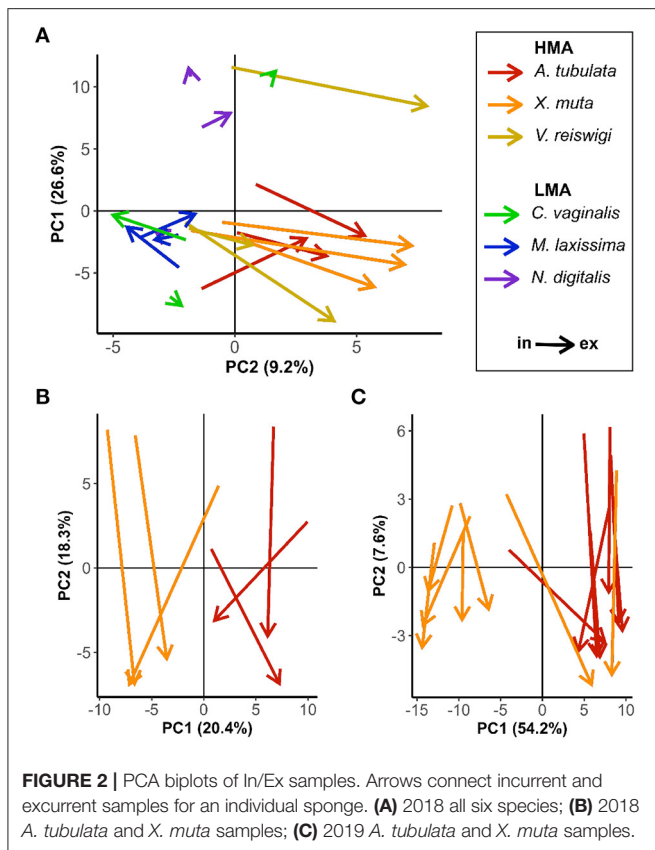 A
10
5
0
-5
-5
0
5
PC1 (26.6%)
PC2 (9.2%)
HMA
A. tubulata
X. muta
V. reiswigi
LMA
C. vaginalis
M. laxissima
N. digitalis
in ex
B
5
0
-5
-10
-5
0
5
10
PC2 (18.3%)
PC1 (20.4%)
C
6
3
0
-3
-15
-10
-5
0
5
10
PC2 (7.6%)
PC1 (54.2%)
FIGURE 2 | PCA biplots of In/Ex samples. Arrows connect incurrent and
excurrent samples for an individual sponge. (A) 2018 all six species; (B) 2018
A. tubulata and X. muta samples; (C) 2019 A. tubulata and X. muta samples.